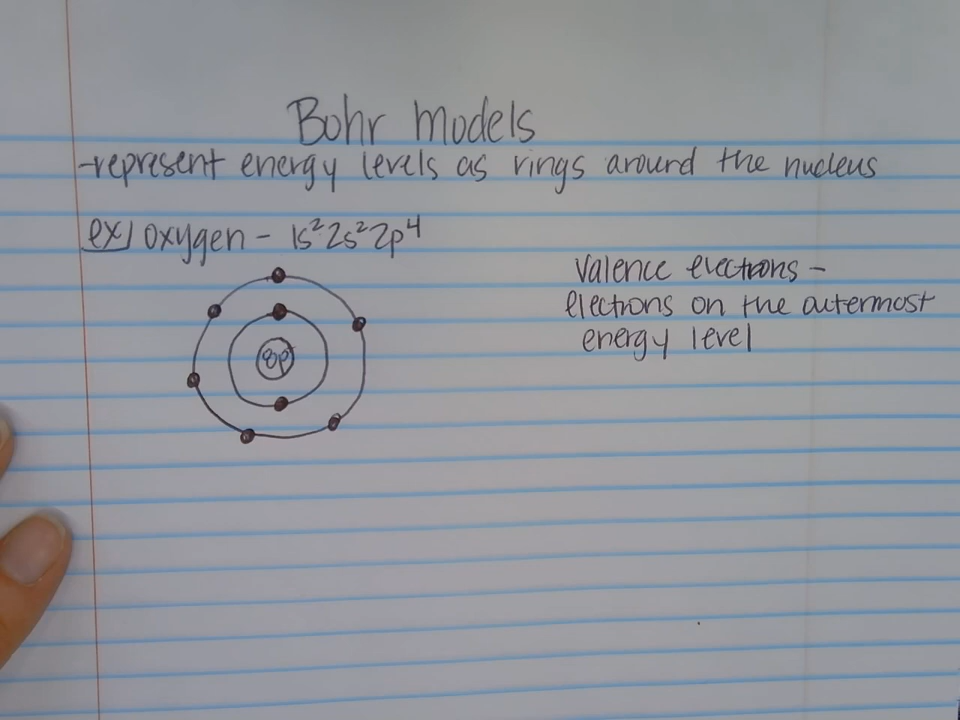 Bohr Models
-represent energy levels as rings around the nucleus
ex) oxygen - 1s²2s²2p⁴
valence electrons -
electrons on the outermost
energy level
8p